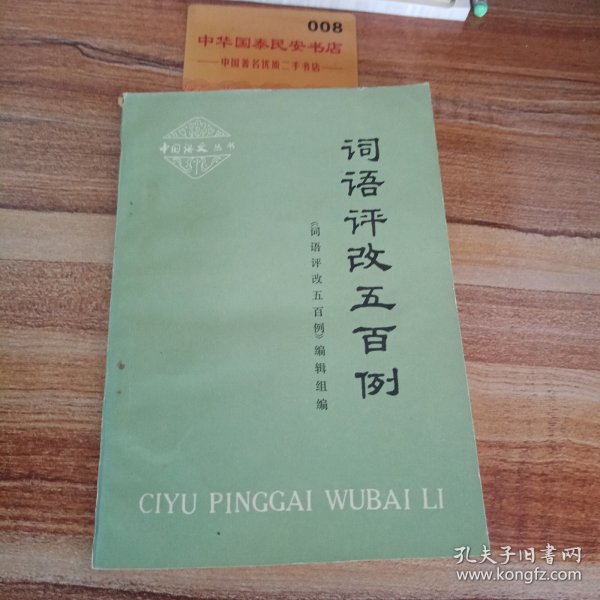 008
中华国泰民安书店
中国著名优质二手书店
中国语文丛书
词语评改五百例
《词语评改五百例》编辑组编
CIYU PINGGAI WUBAI LI
孔夫子旧书网
www.kongfz.com